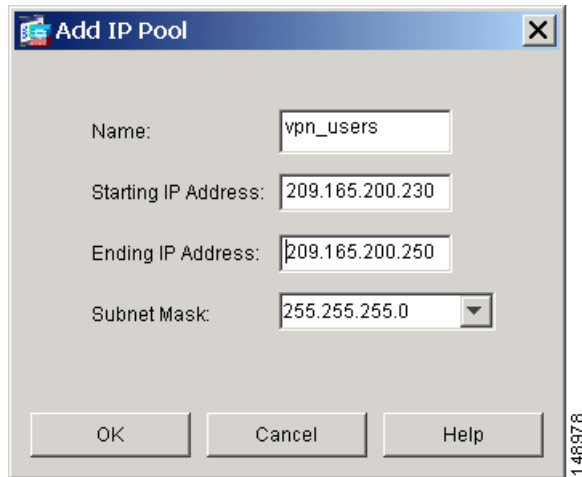 Add IP Pool
Name: vpn_users
Starting IP Address: 209.165.200.230
Ending IP Address: 209.165.200.250
Subnet Mask: 255.255.255.0
OK Cancel Help
148978